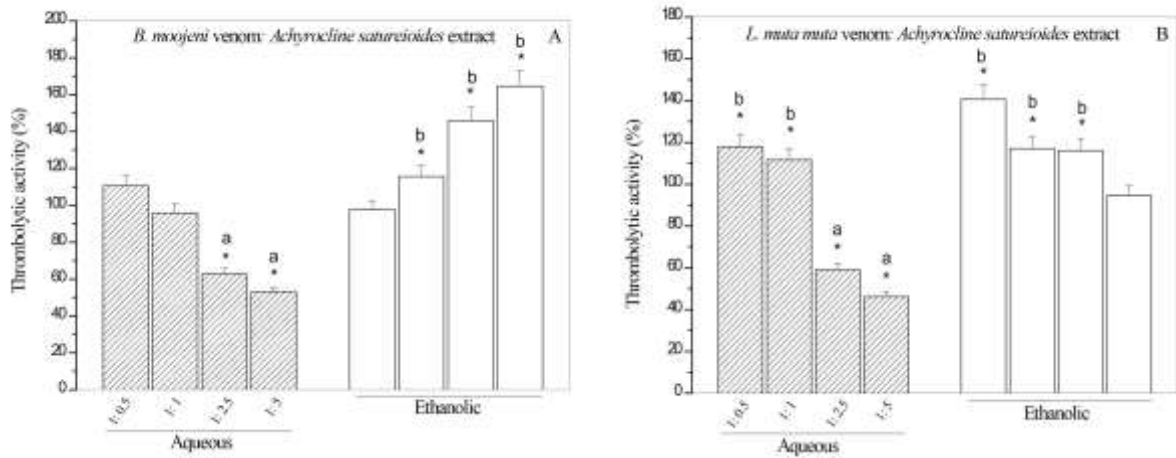 B. moojeni venom: Achyrocline satureioides extract A
Thrombolytic activity (%)
200
180
160
140
120
100
80
60
40
20
0
a
*
a
*
b
*
b
*
b
*
1: 0.5
1: 1
1: 2.5
1: 5
Aqueous
Ethanolic
L. muta muta venom: Achyrocline satureioides extract B
Thrombolytic activity (%)
180
160
140
120
100
80
60
40
20
0
b
*
b
*
a
*
a
*
b
*
b
*
b
*
1: 0.5
1: 1
1: 2.5
1: 5
Aqueous
Ethanolic